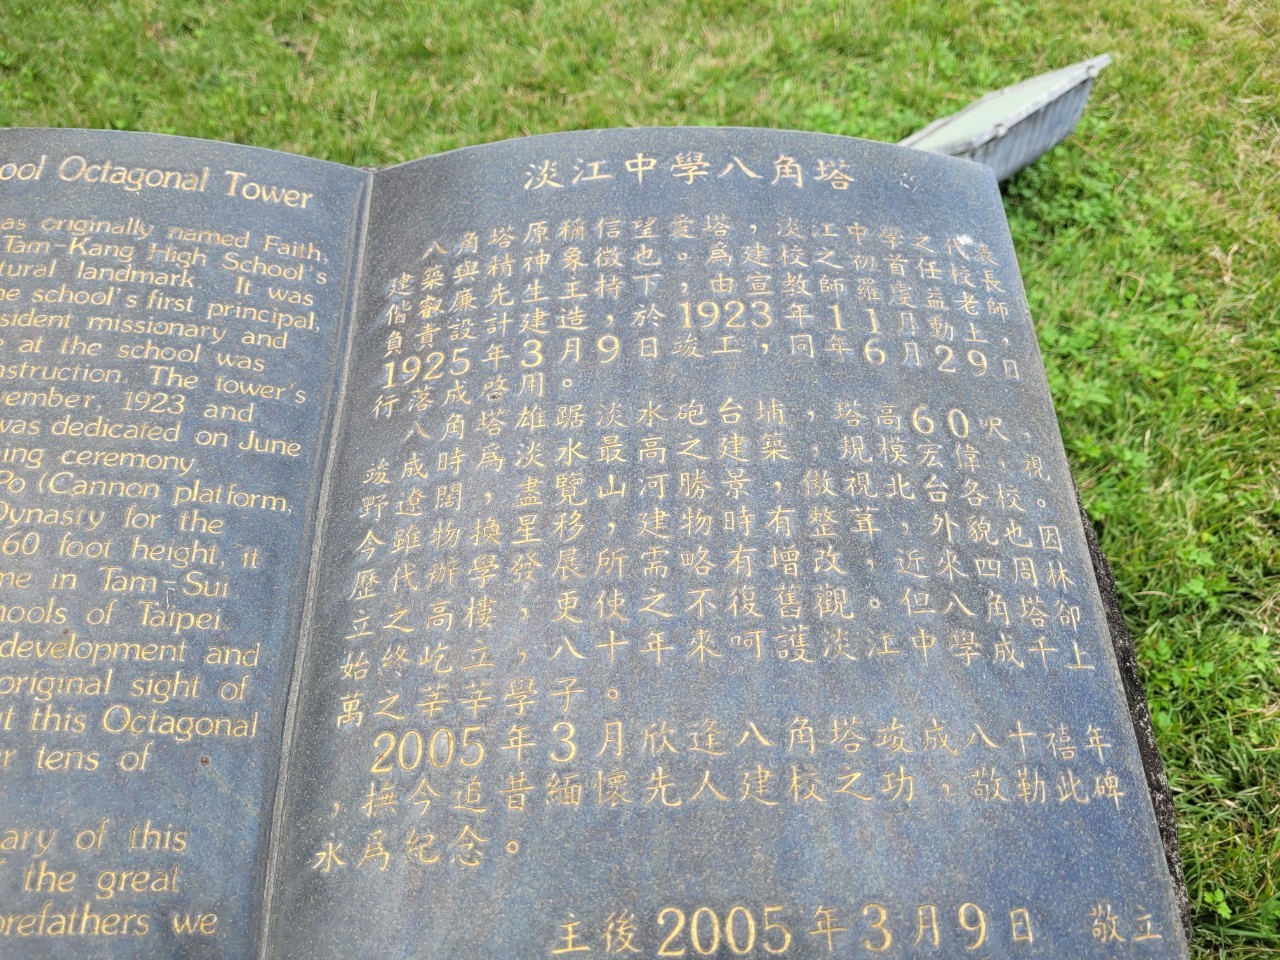 ool Octagonal Tower
as originally named Faith,
Tam-Kang High School's
tural landmark. It was
e school's first principal,
sident missionary and
e at the school was
nstruction. The tower's
vember, 1923 and
was dedicated on June
ning ceremony.
Po (Cannon platform,
Dynasty for the
60 foot height, it
me in Tam-Sui
hools of Taipei.
development and
original sight of
ut this Octagonal
r tens of
ary of this
f the great
orefathers we
淡江中學八角塔
八角塔原稱信望愛塔，淡江中學之代表
建築與精神象徵也。為建校之初首任校長
偕叡廉先生主持下，由宣教師羅虔益老師
負責設計建造，於1923年11月動土，
1925年3月9日竣工，同年6月29日
行落成啓用。
八角塔雄踞淡水砲台埔，塔高60呎，
竣成時為淡水最高之建築，規模宏偉，視
野遼闊，盡覽山河勝景，傲視北台各校。
今雖物換星移，建物時有整葺，外貌也因
歷代辦學發展所需略有增改，近來四周林
立之高樓，更使之不復舊觀。但八角塔卻
始終屹立，八十年來呵護淡江中學成千上
萬之莘莘學子。
2005年3月欣逢八角塔竣成八十禧年
，撫今追昔緬懷先人建校之功，敬勒此碑
永為紀念。
主後2005年3月9日 敬立